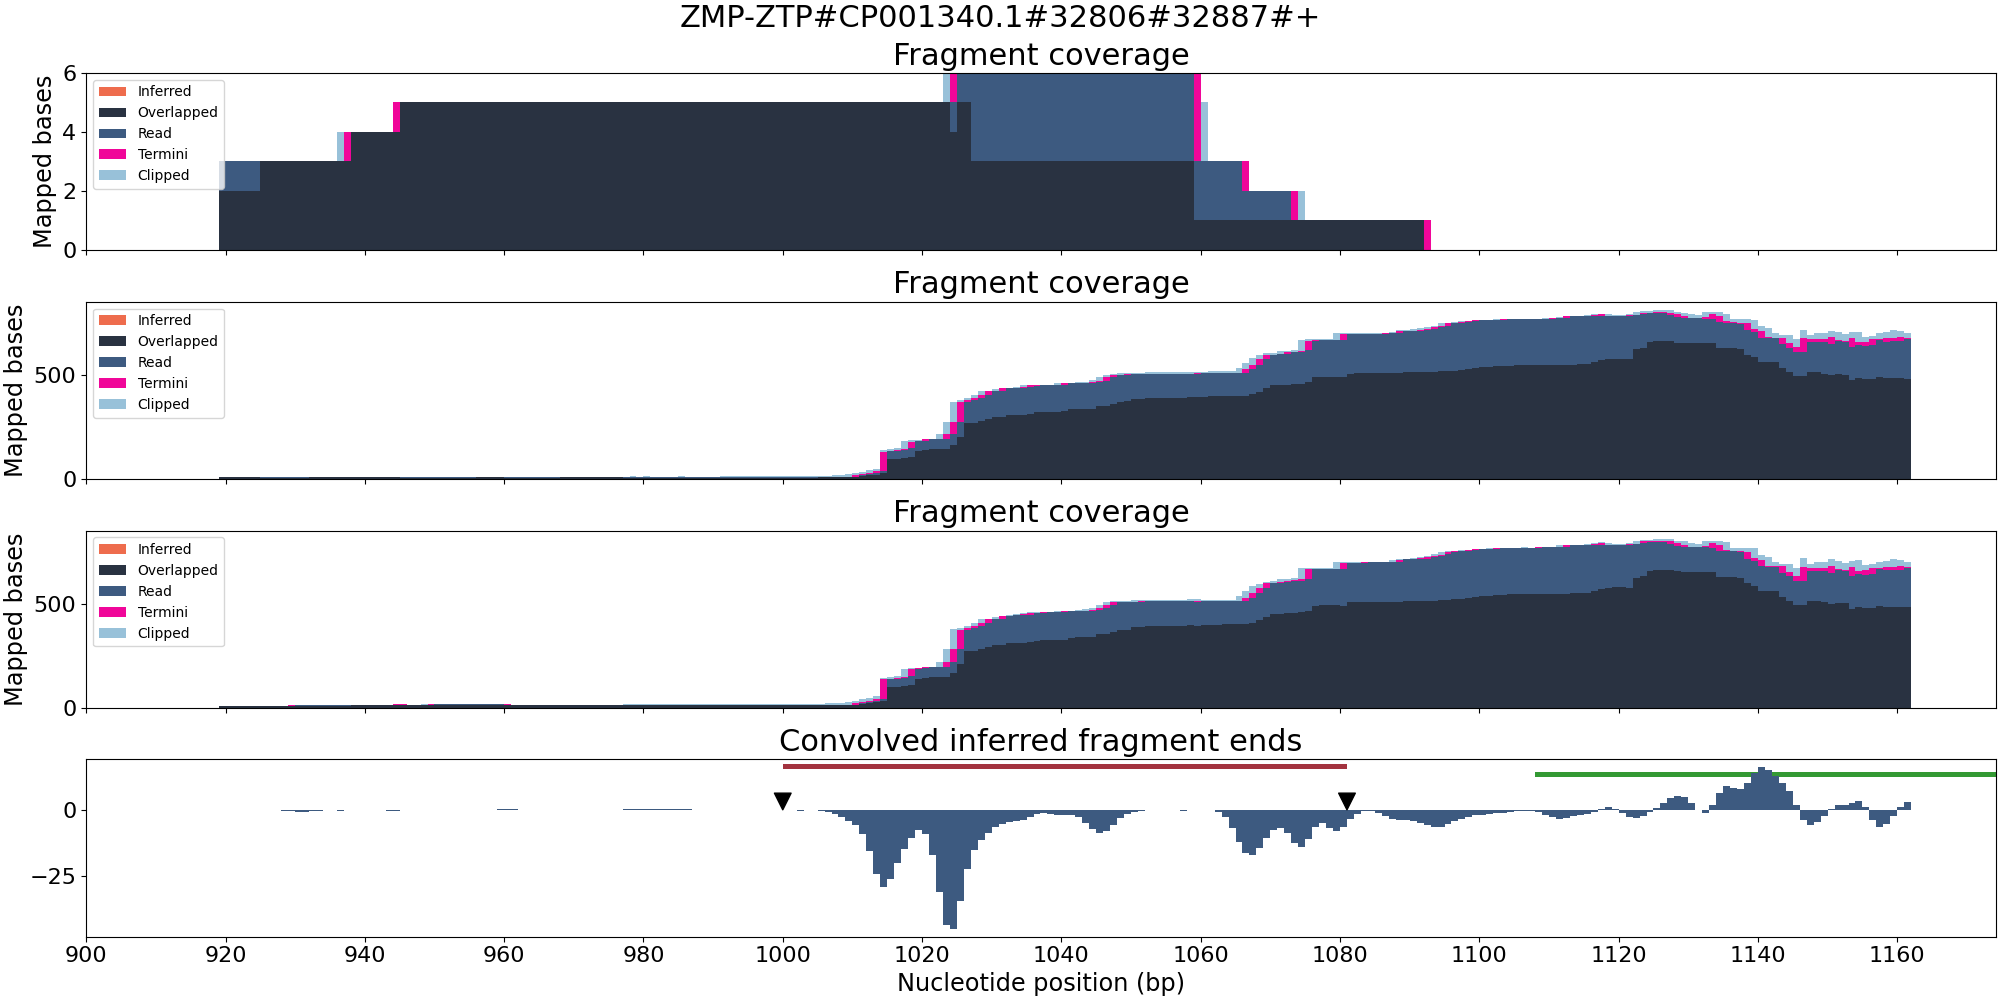 ZMP-ZTP#CP001340.1#32806#32887#+
Fragment coverage
Mapped bases
6
4
2
0
Inferred
Overlapped
Read
Termini
Clipped
Fragment coverage
Mapped bases
500
0
Inferred
Overlapped
Read
Termini
Clipped
Fragment coverage
Mapped bases
500
0
Inferred
Overlapped
Read
Termini
Clipped
Convolved inferred fragment ends
0
−25
900 920 940 960 980 1000 1020 1040 1060 1080 1100 1120 1140 1160
Nucleotide position (bp)